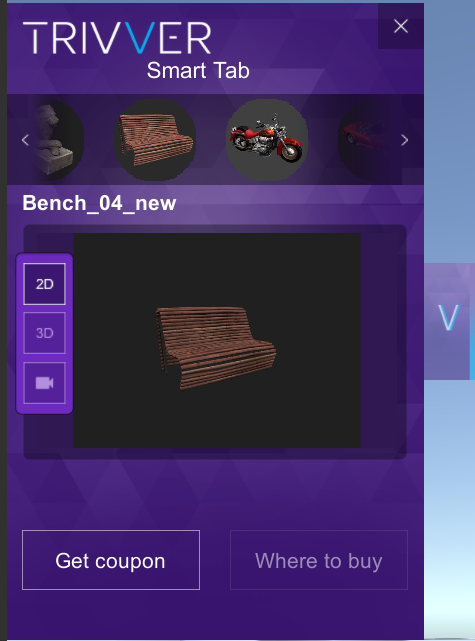 TRIVVER
Smart Tab
Bench_04_new
2D
3D
V
Get coupon
Where to buy